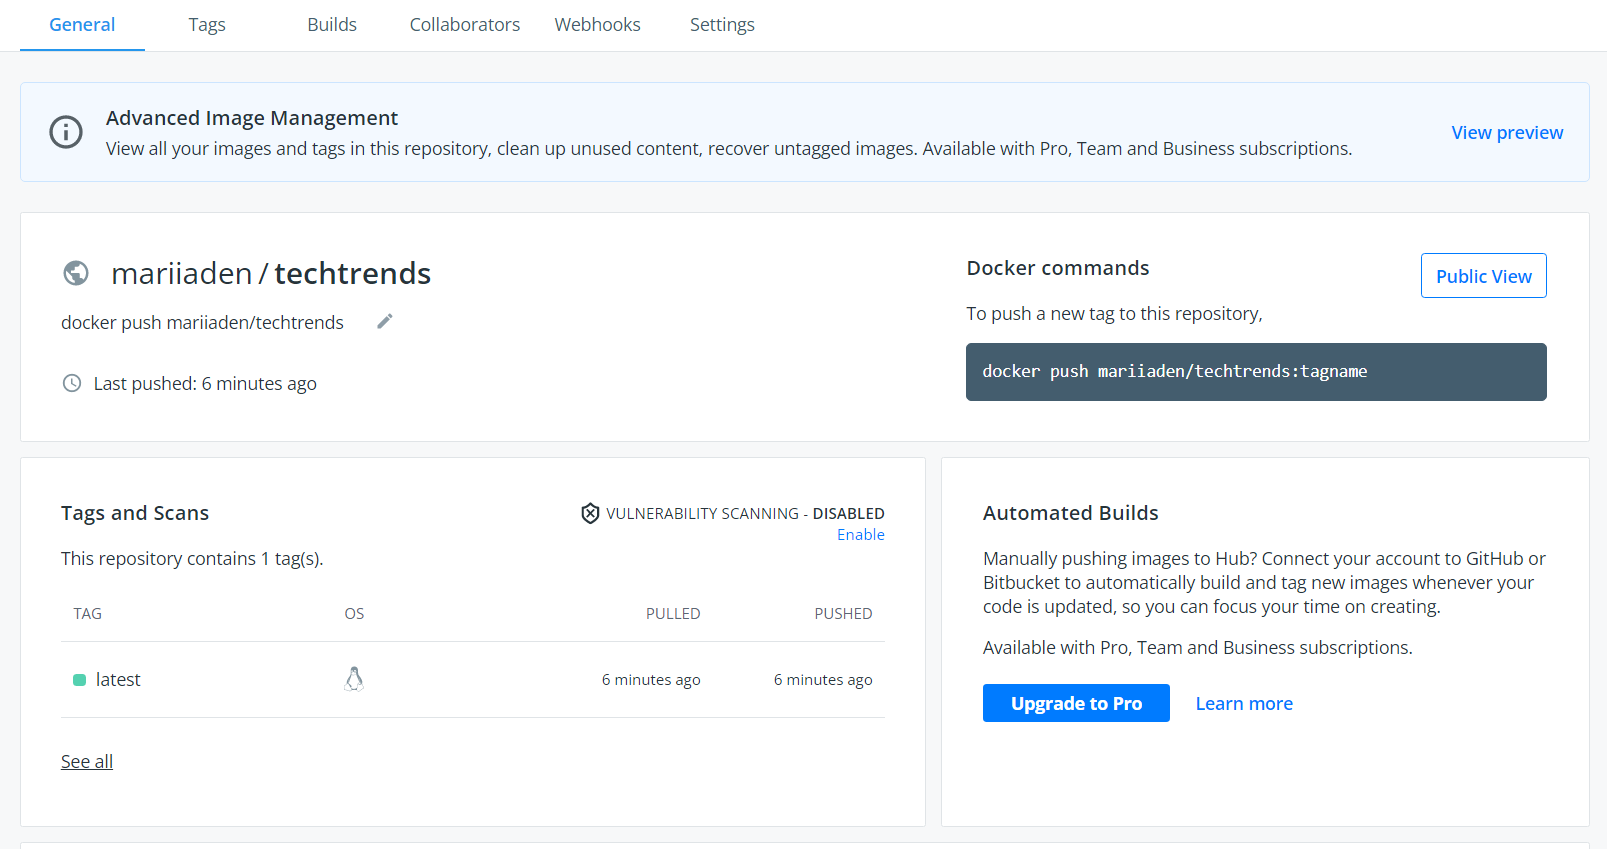 General
Tags
Builds
Collaborators
Webhooks
Settings
Advanced Image Management
View all your images and tags in this repository, clean up unused content, recover untagged images. Available with Pro, Team and Business subscriptions.
View preview
mariiaden / techtrends
docker push mariiaden/techtrends
Last pushed: 6 minutes ago
Docker commands
Public View
To push a new tag to this repository,
docker push mariiaden/techtrends:tagname
Tags and Scans
VULNERABILITY SCANNING - DISABLED
Enable
This repository contains 1 tag(s).
TAG OS PULLED PUSHED
latest 6 minutes ago 6 minutes ago
See all
Automated Builds
Manually pushing images to Hub? Connect your account to GitHub or
Bitbucket to automatically build and tag new images whenever your
code is updated, so you can focus your time on creating.
Available with Pro, Team and Business subscriptions.
Upgrade to Pro
Learn more